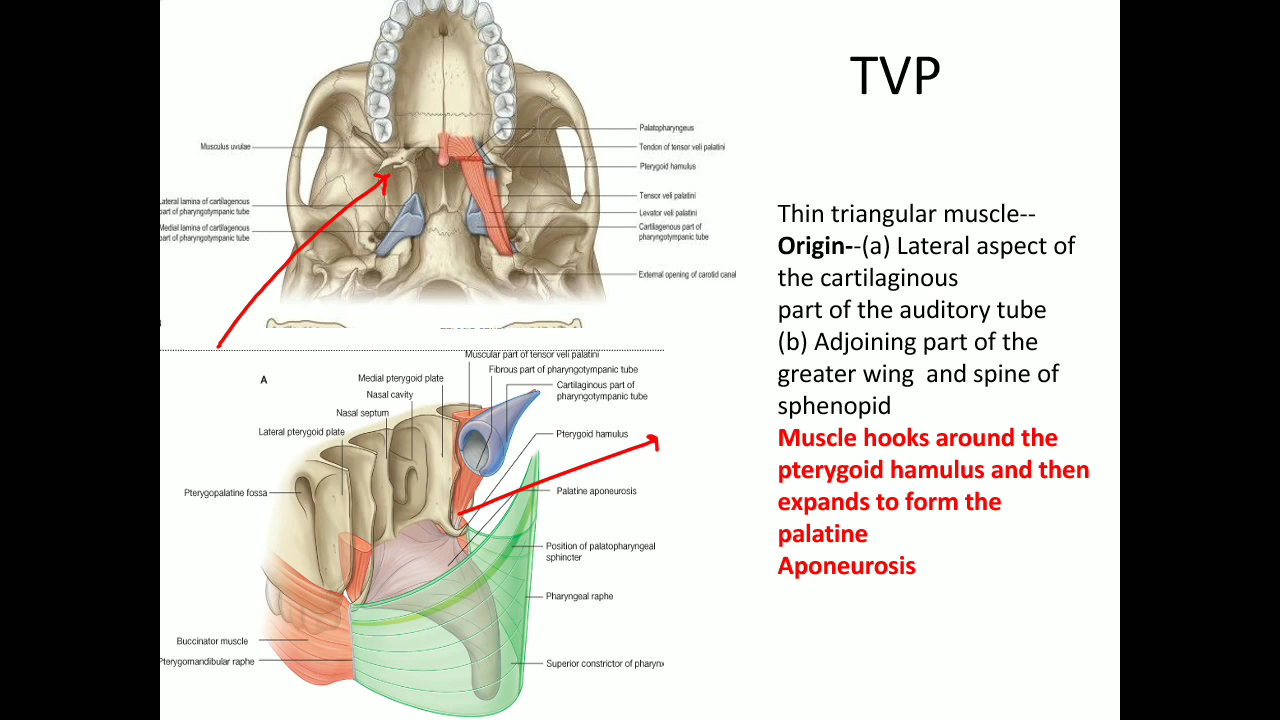 TVP
Palatopharyngeus
Musculus uvulae
Tendon of tensor veli palatini
Pterygoid hamulus
Tensor veli palatini
Lateral lamina of cartilagenous
part of pharyngotympanic tube
Levator veli palatini
Medial lamina of cartilagenous
part of pharyngotympanic tube
Cartilagenous part of
pharyngotympanic tube
External opening of carotid canal
A
Muscular part of tensor veli palatini
Fibrous part of pharyngotympanic tube
Medial pterygoid plate
Cartilaginous part of
pharyngotympanic tube
Nasal cavity
Nasal septum
Lateral pterygoid plate
Pterygoid hamulus
Pterygopalatine fossa
Palatine aponeurosis
Position of palatopharyngeal
sphincter
Pharyngeal raphe
Buccinator muscle
Pterygomandibular raphe
Superior constrictor of pharynx
Thin triangular muscle--
Origin--(a) Lateral aspect of
the cartilaginous
part of the auditory tube
(b) Adjoining part of the
greater wing and spine of
sphenopid
Muscle hooks around the
pterygoid hamulus and then
expands to form the
palatine
Aponeurosis